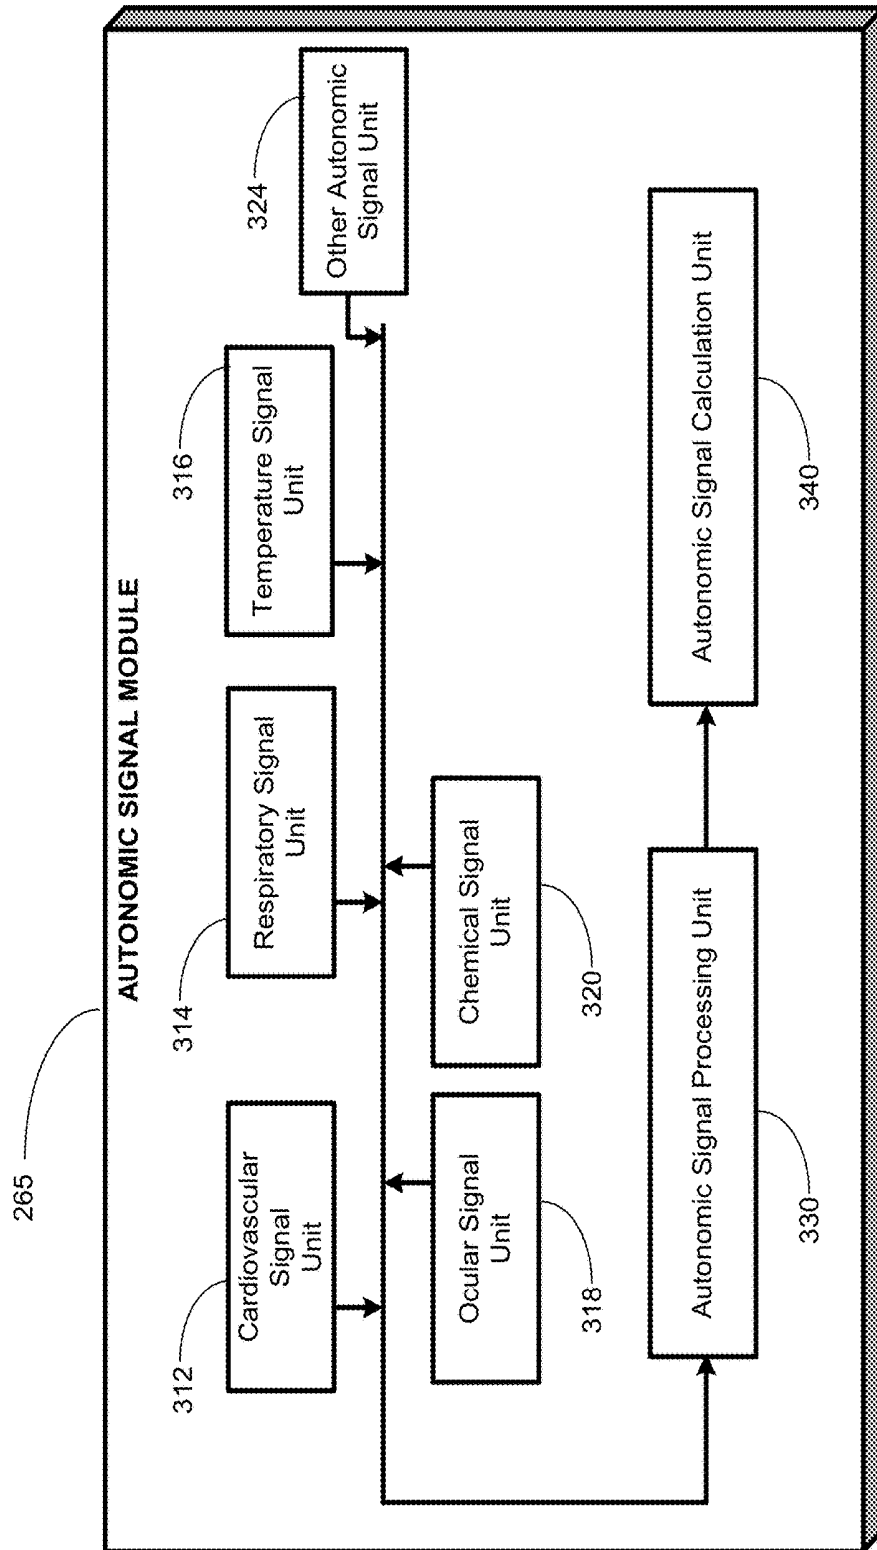 265
AUTONOMIC SIGNAL MODULE
312
Cardiovascular
Signal
Unit
314
Respiratory Signal
Unit
316
Temperature Signal
Unit
324
Other Autonomic
Signal Unit
Ocular Signal
Unit
318
Chemical Signal
Unit
320
Autonomic Signal Processing Unit
330
Autonomic Signal Calculation Unit
340